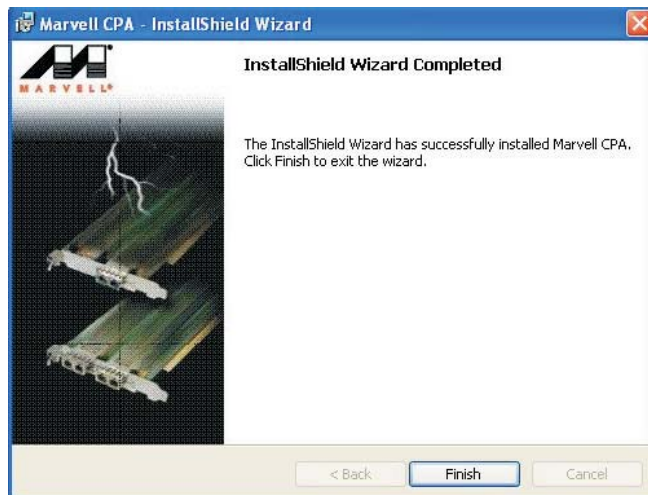 Marvell CPA - InstallShield Wizard
MARVELL®
InstallShield Wizard Completed
The InstallShield Wizard has successfully installed Marvell CPA.
Click Finish to exit the wizard.
< Back
Finish
Cancel